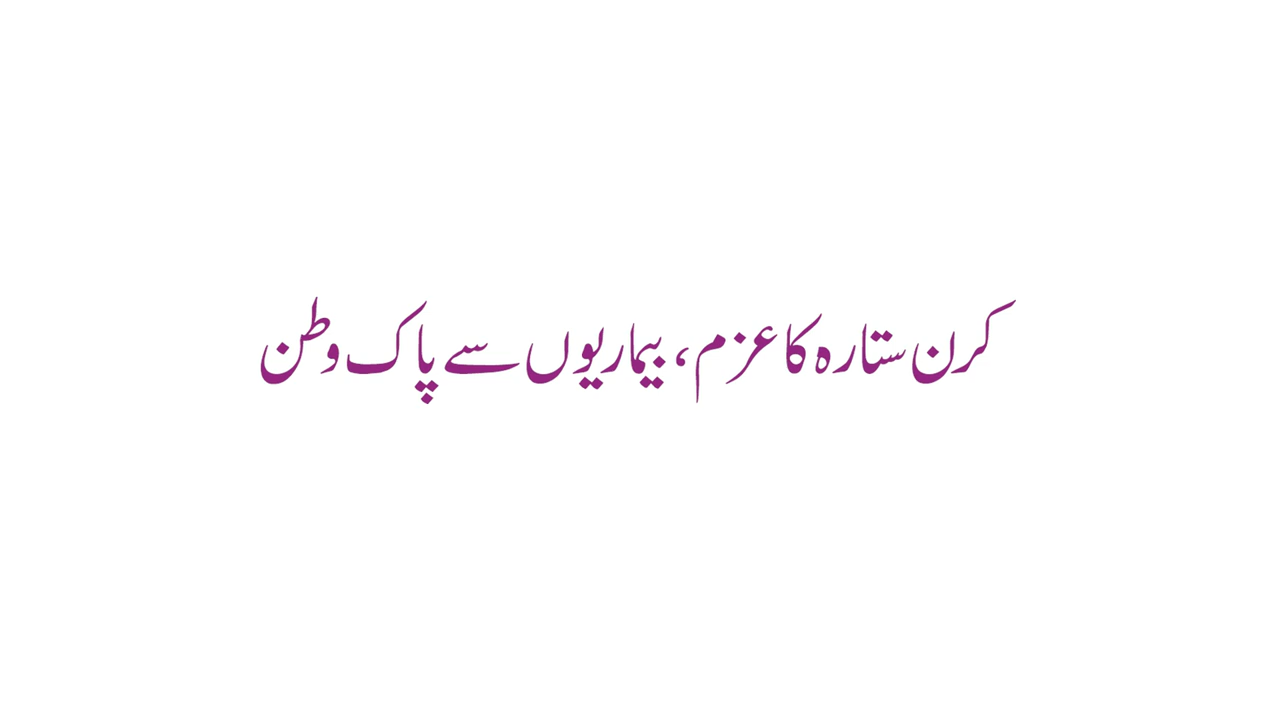 کرن ستارہ کا عزم، بیماریوں سے پاک وطن